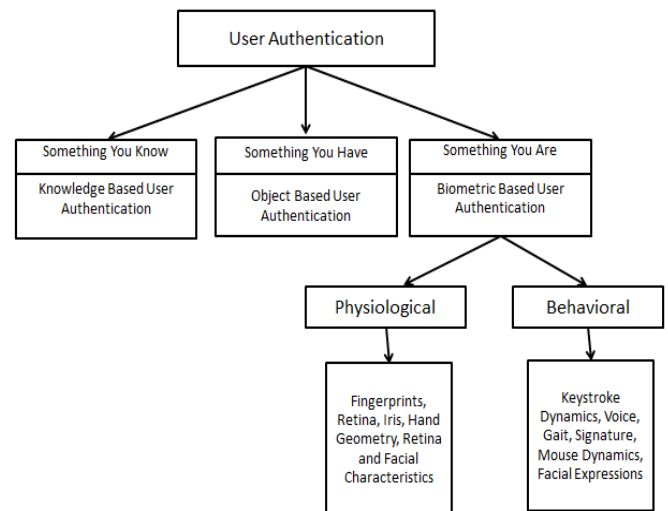 User Authentication
Something You Know
Knowledge Based User
Authentication
Something You Have
Object Based User
Authentication
Something You Are
Biometric Based User
Authentication
Physiological
Behavioral
Fingerprints,
Retina, Iris, Hand
Geometry, Retina
and Facial
Characteristics
Keystroke
Dynamics, Voice,
Gait, Signature,
Mouse Dynamics,
Facial Expressions